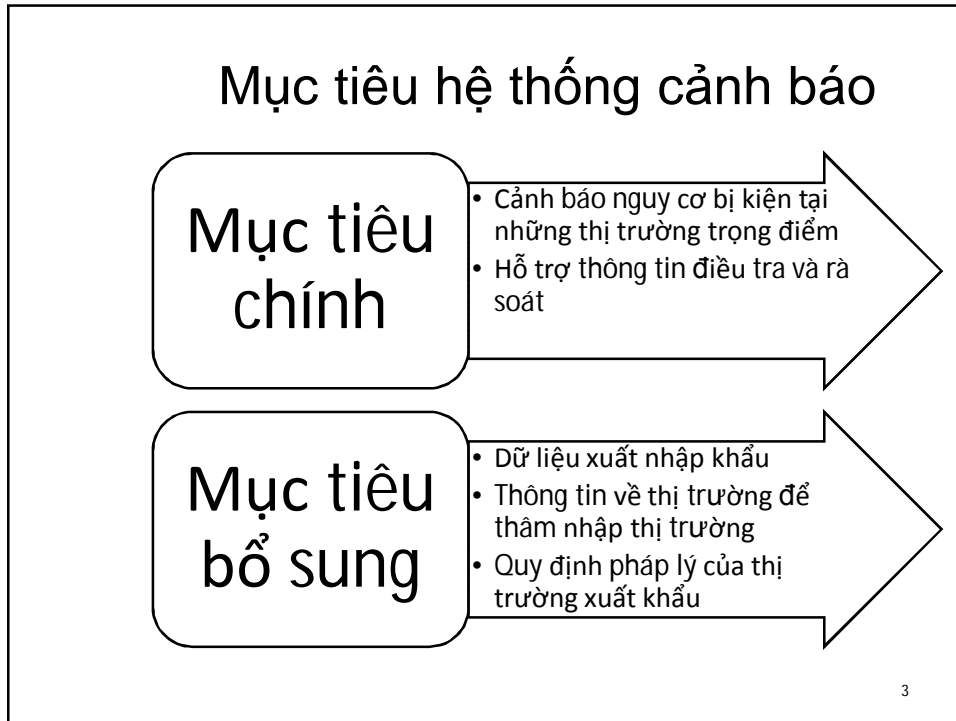 Mục tiêu hệ thống cảnh báo
Mục tiêu
chính
• Cảnh báo nguy cơ bị kiện tại
những thị trường trọng điểm
• Hỗ trợ thông tin điều tra và rà
soát
Mục tiêu
bổ sung
• Dữ liệu xuất nhập khẩu
• Thông tin về thị trường để
thâm nhập thị trường
• Quy định pháp lý của thị
trường xuất khẩu
3